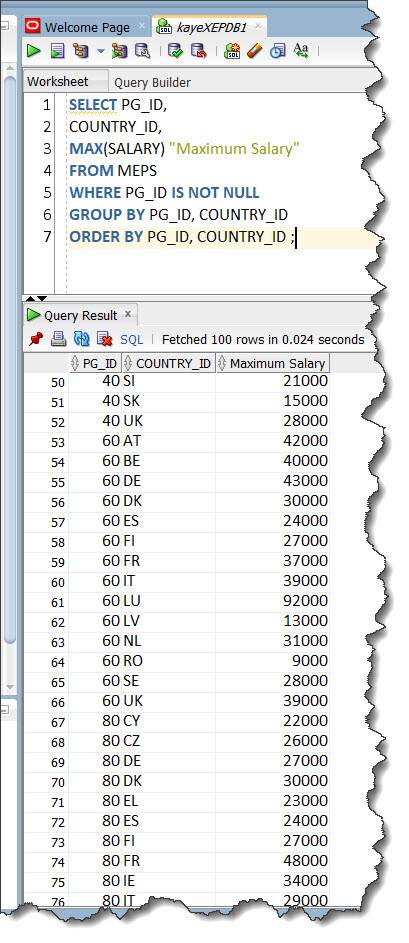 Welcome Page kayeXEPDB1
SQL
Aa
Worksheet Query Builder
1 SELECT PG_ID,
2 COUNTRY_ID,
3 MAX(SALARY) "Maximum Salary"
4 FROM MEPS
5 WHERE PG_ID IS NOT NULL
6 GROUP BY PG_ID, COUNTRY_ID
7 ORDER BY PG_ID, COUNTRY_ID ;
Query Result x
SQL | Fetched 100 rows in 0.024 seconds
PG_ID COUNTRY_ID Maximum Salary
50 40 SI 21000
51 40 SK 15000
52 40 UK 28000
53 60 AT 42000
54 60 BE 40000
55 60 DE 43000
56 60 DK 30000
57 60 ES 24000
58 60 FI 27000
59 60 FR 37000
60 60 IT 39000
61 60 LU 92000
62 60 LV 13000
63 60 NL 31000
64 60 RO 9000
65 60 SE 28000
66 60 UK 39000
67 80 CY 22000
68 80 CZ 26000
69 80 DE 27000
70 80 DK 30000
71 80 EL 23000
72 80 ES 24000
73 80 FI 27000
74 80 FR 48000
75 80 IE 34000
76 80 IT 29000